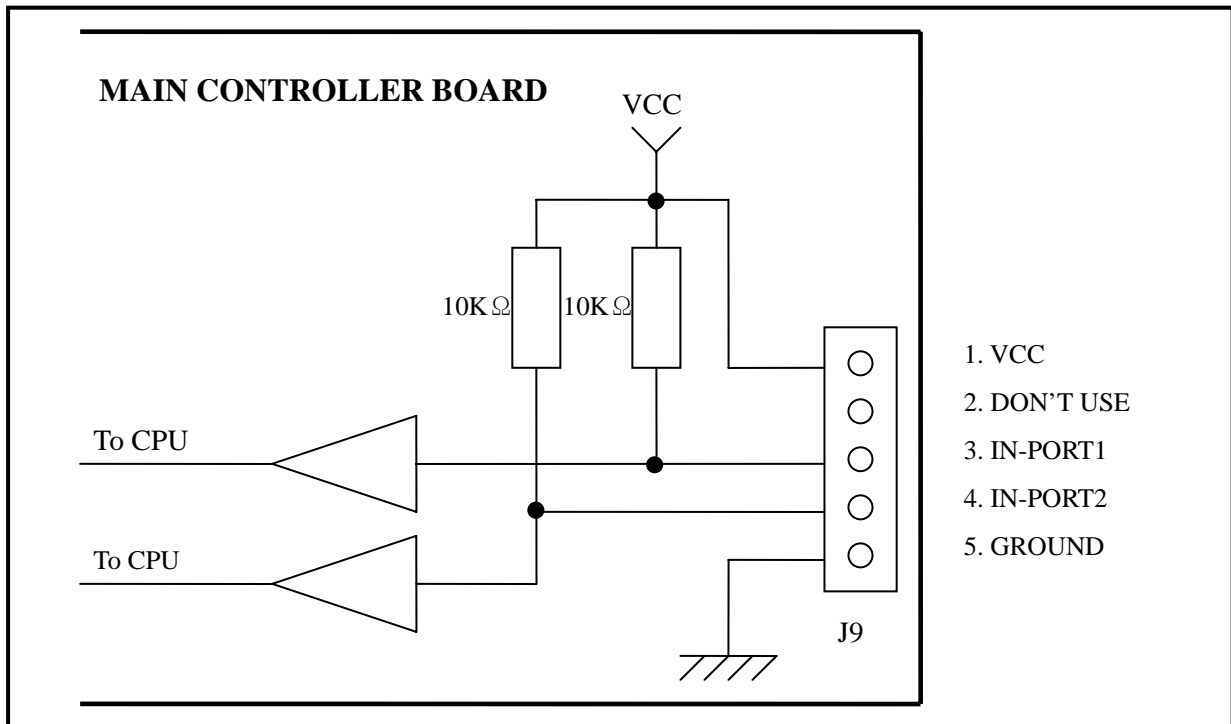 MAIN CONTROLLER BOARD
VCC
10KΩ
10KΩ
1. VCC
2. DON’T USE
To CPU
3. IN-PORT1
4. IN-PORT2
To CPU
5. GROUND
J9